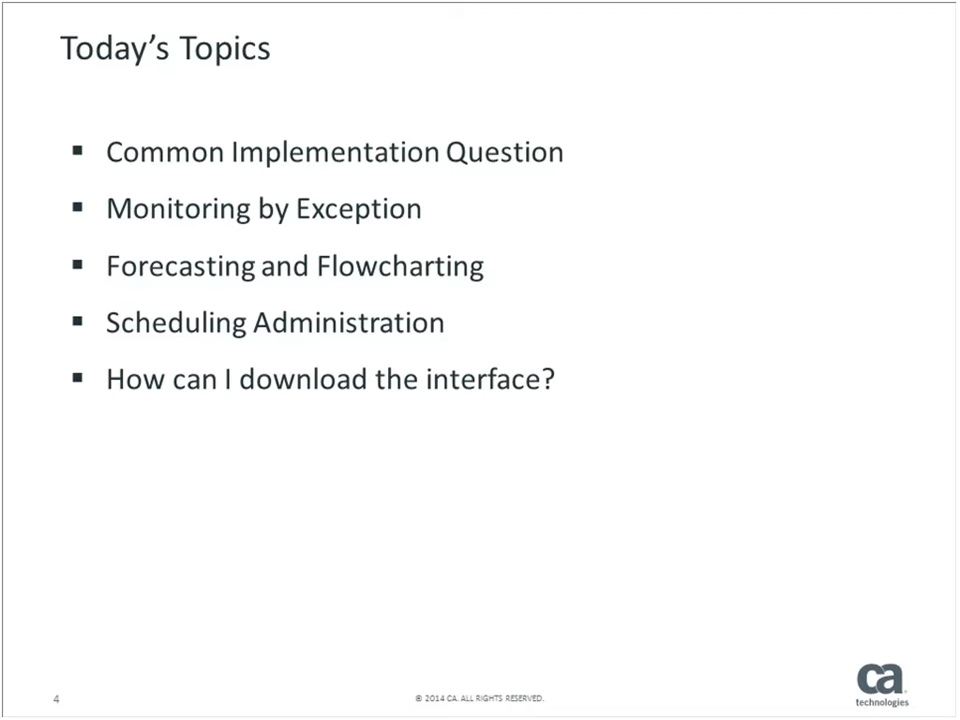 Today’s Topics
▪ Common Implementation Question
▪ Monitoring by Exception
▪ Forecasting and Flowcharting
▪ Scheduling Administration
▪ How can I download the interface?
4
© 2014 CA. ALL RIGHTS RESERVED.
ca
technologies